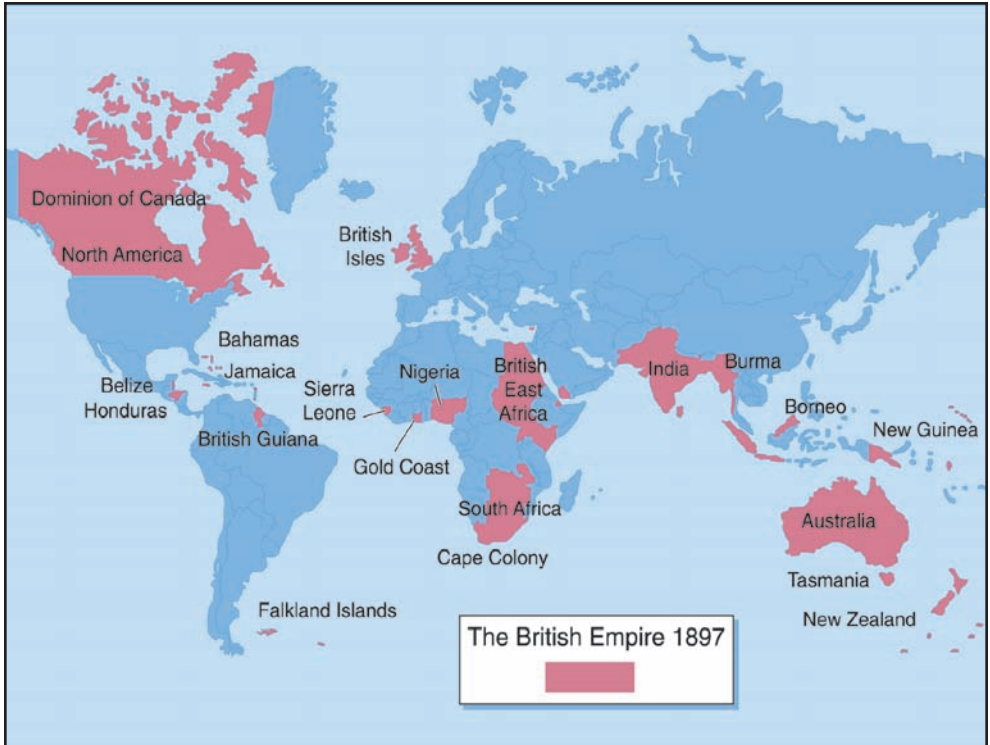 Dominion of Canada
North America
British
Isles
Bahamas
Jamaica
Belize
Honduras
British Guiana
Sierra
Leone
Nigeria
Gold Coast
British
East
Africa
India
Burma
Borneo
New Guinea
South Africa
Cape Colony
Australia
Tasmania
New Zealand
Falkland Islands
The British Empire 1897